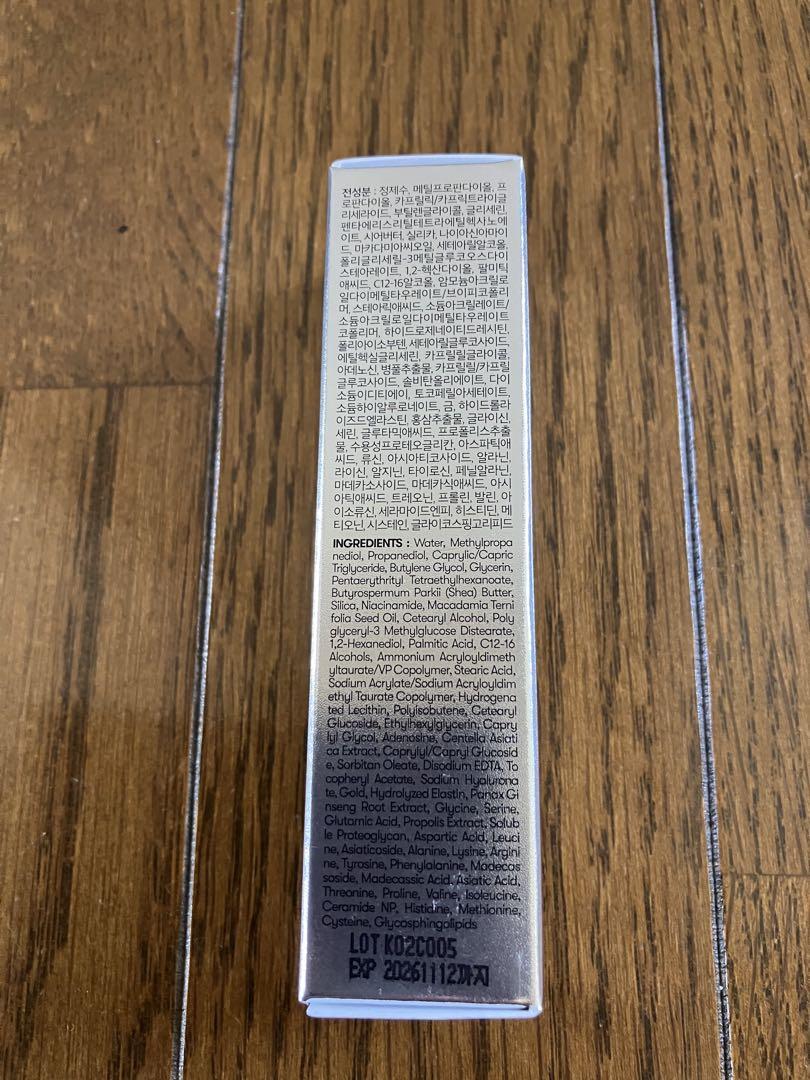 전성분 : 정제수, 메틸프로판다이올, 프
로판다이올, 카프릴릭/카프릭트라이글
리세라이드, 부틸렌글라이콜, 글리세린,
펜타에리스리틸테트라에틸헥사노에
이트, 시어버터, 실리카, 나이아신아마이
드, 마카다미아씨오일, 세테아릴알코올,
폴리글리세릴-3메틸글루코오스다이
스테아레이트, 1,2-헥산다이올, 팔미틱
애씨드, C12-16알코올, 암모늄아크릴로
일다이메틸타우레이트/브이피코폴리
머, 스테아릭애씨드, 소듐아크릴레이트/
소듐아크릴로일다이메틸타우레이트
코폴리머, 하이드로제네이티드레시틴,
폴리아이소부텐, 세테아릴글루코사이드,
에틸헥실글리세린, 카프릴릴글라이콜,
아데노신, 병풀추출물, 카프릴릴/카프릴
글루코사이드, 솔비탄올리에이트, 다이
소듐이디티에이, 토코페릴아세테이트,
소듐하이알루로네이트, 금, 하이드롤라
이즈드엘라스틴, 홍삼추출물, 글라이신,
세린, 글루타믹애씨드, 프로폴리스추출
물, 수용성프로테오글리칸, 아스파틱애
씨드, 류신, 아시아티코사이드, 알라닌,
라이신, 알지닌, 타이로신, 페닐알라닌,
마데카소사이드, 마데카식애씨드, 아시
아틱애씨드, 트레오닌, 프롤린, 발린, 아
이소류신, 세라마이드엔피, 히스티딘, 메
티오닌, 시스테인, 글라이코스핑고리피드
INGREDIENTS : Water, Methylpropa
nediol, Propanediol, Caprylic/Capric
Triglyceride, Butylene Glycol, Glycerin,
Pentaerythrityl Tetraethylhexanoate,
Butyrospermum Parkii (Shea) Butter,
Silica, Niacinamide, Macadamia Terni
folia Seed Oil, Cetearyl Alcohol, Poly
glyceryl-3 Methylglucose Distearate,
1,2-Hexanediol, Palmitic Acid, C12-16
Alcohols, Ammonium Acryloyldimeth
yltaurate/VP Copolymer, Stearic Acid,
Sodium Acrylate/Sodium Acryloyldim
ethyl Taurate Copolymer, Hydrogena
ted Lecithin, Polyisobutene, Cetearyl
Glucoside, Ethylhexylglycerin, Capry
lyl Glycol, Adenosine, Centella Asiati
ca Extract, Caprylyl/Capryl Glucosid
e, Sorbitan Oleate, Disodium EDTA, To
copheryl Acetate, Sodium Hyalurona
te, Gold, Hydrolyzed Elastin, Panax Gi
nseng Root Extract, Glycine, Serine,
Glutamic Acid, Propolis Extract, Solub
le Proteoglycan, Aspartic Acid, Leuci
ne, Asiaticoside, Alanine, Lysine, Argini
ne, Tyrosine, Phenylalanine, Madecas
soside, Madecassic Acid, Asiatic Acid,
Threonine, Proline, Valine, Isoleucine,
Ceramide NP, Histidine, Methionine,
Cysteine, Glycosphingolipids
LOT K02C005
EXP 20261112까지